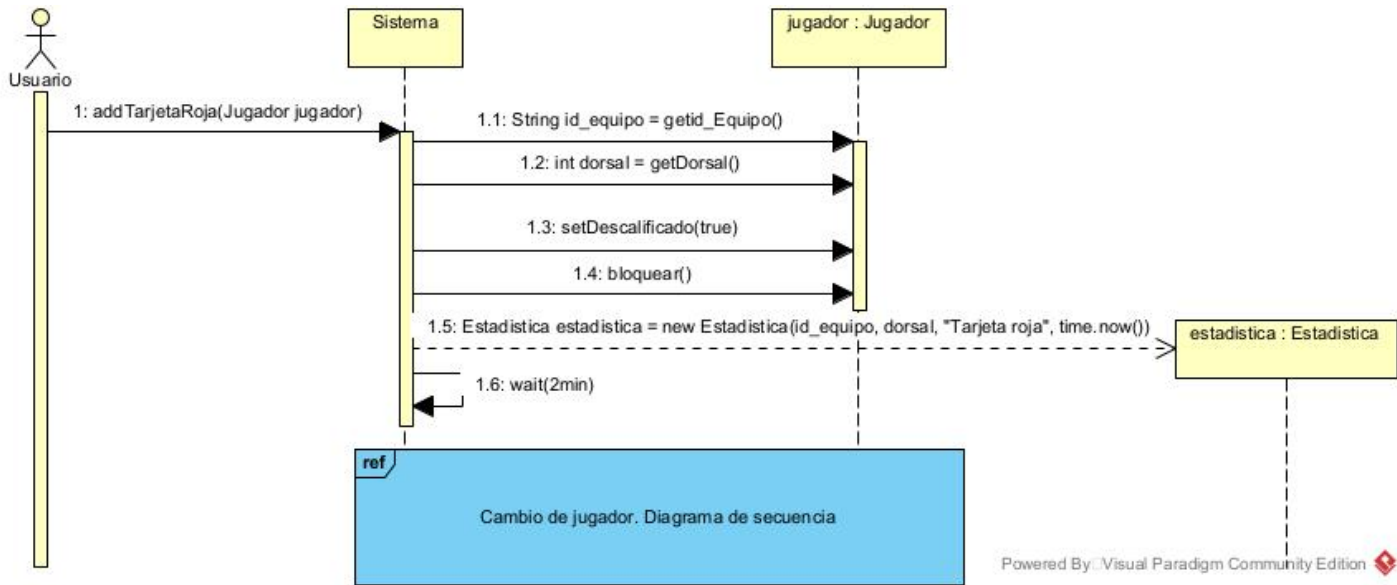 Sistema
jugador : Jugador
Usuario
1: addTarjetaRoja(Jugador jugador)
1.1: String id_equipo = getid_Equipo()
1.2: int dorsal = getDorsal()
1.3: setDescalificado(true)
1.4: bloquear()
1.5: Estadistica estadistica = new Estadistica(id_equipo, dorsal, "Tarjeta roja", time.now())
estadistica : Estadistica
1.6: wait(2min)
ref
Cambio de jugador. Diagrama de secuencia
Powered By Visual Paradigm Community Edition